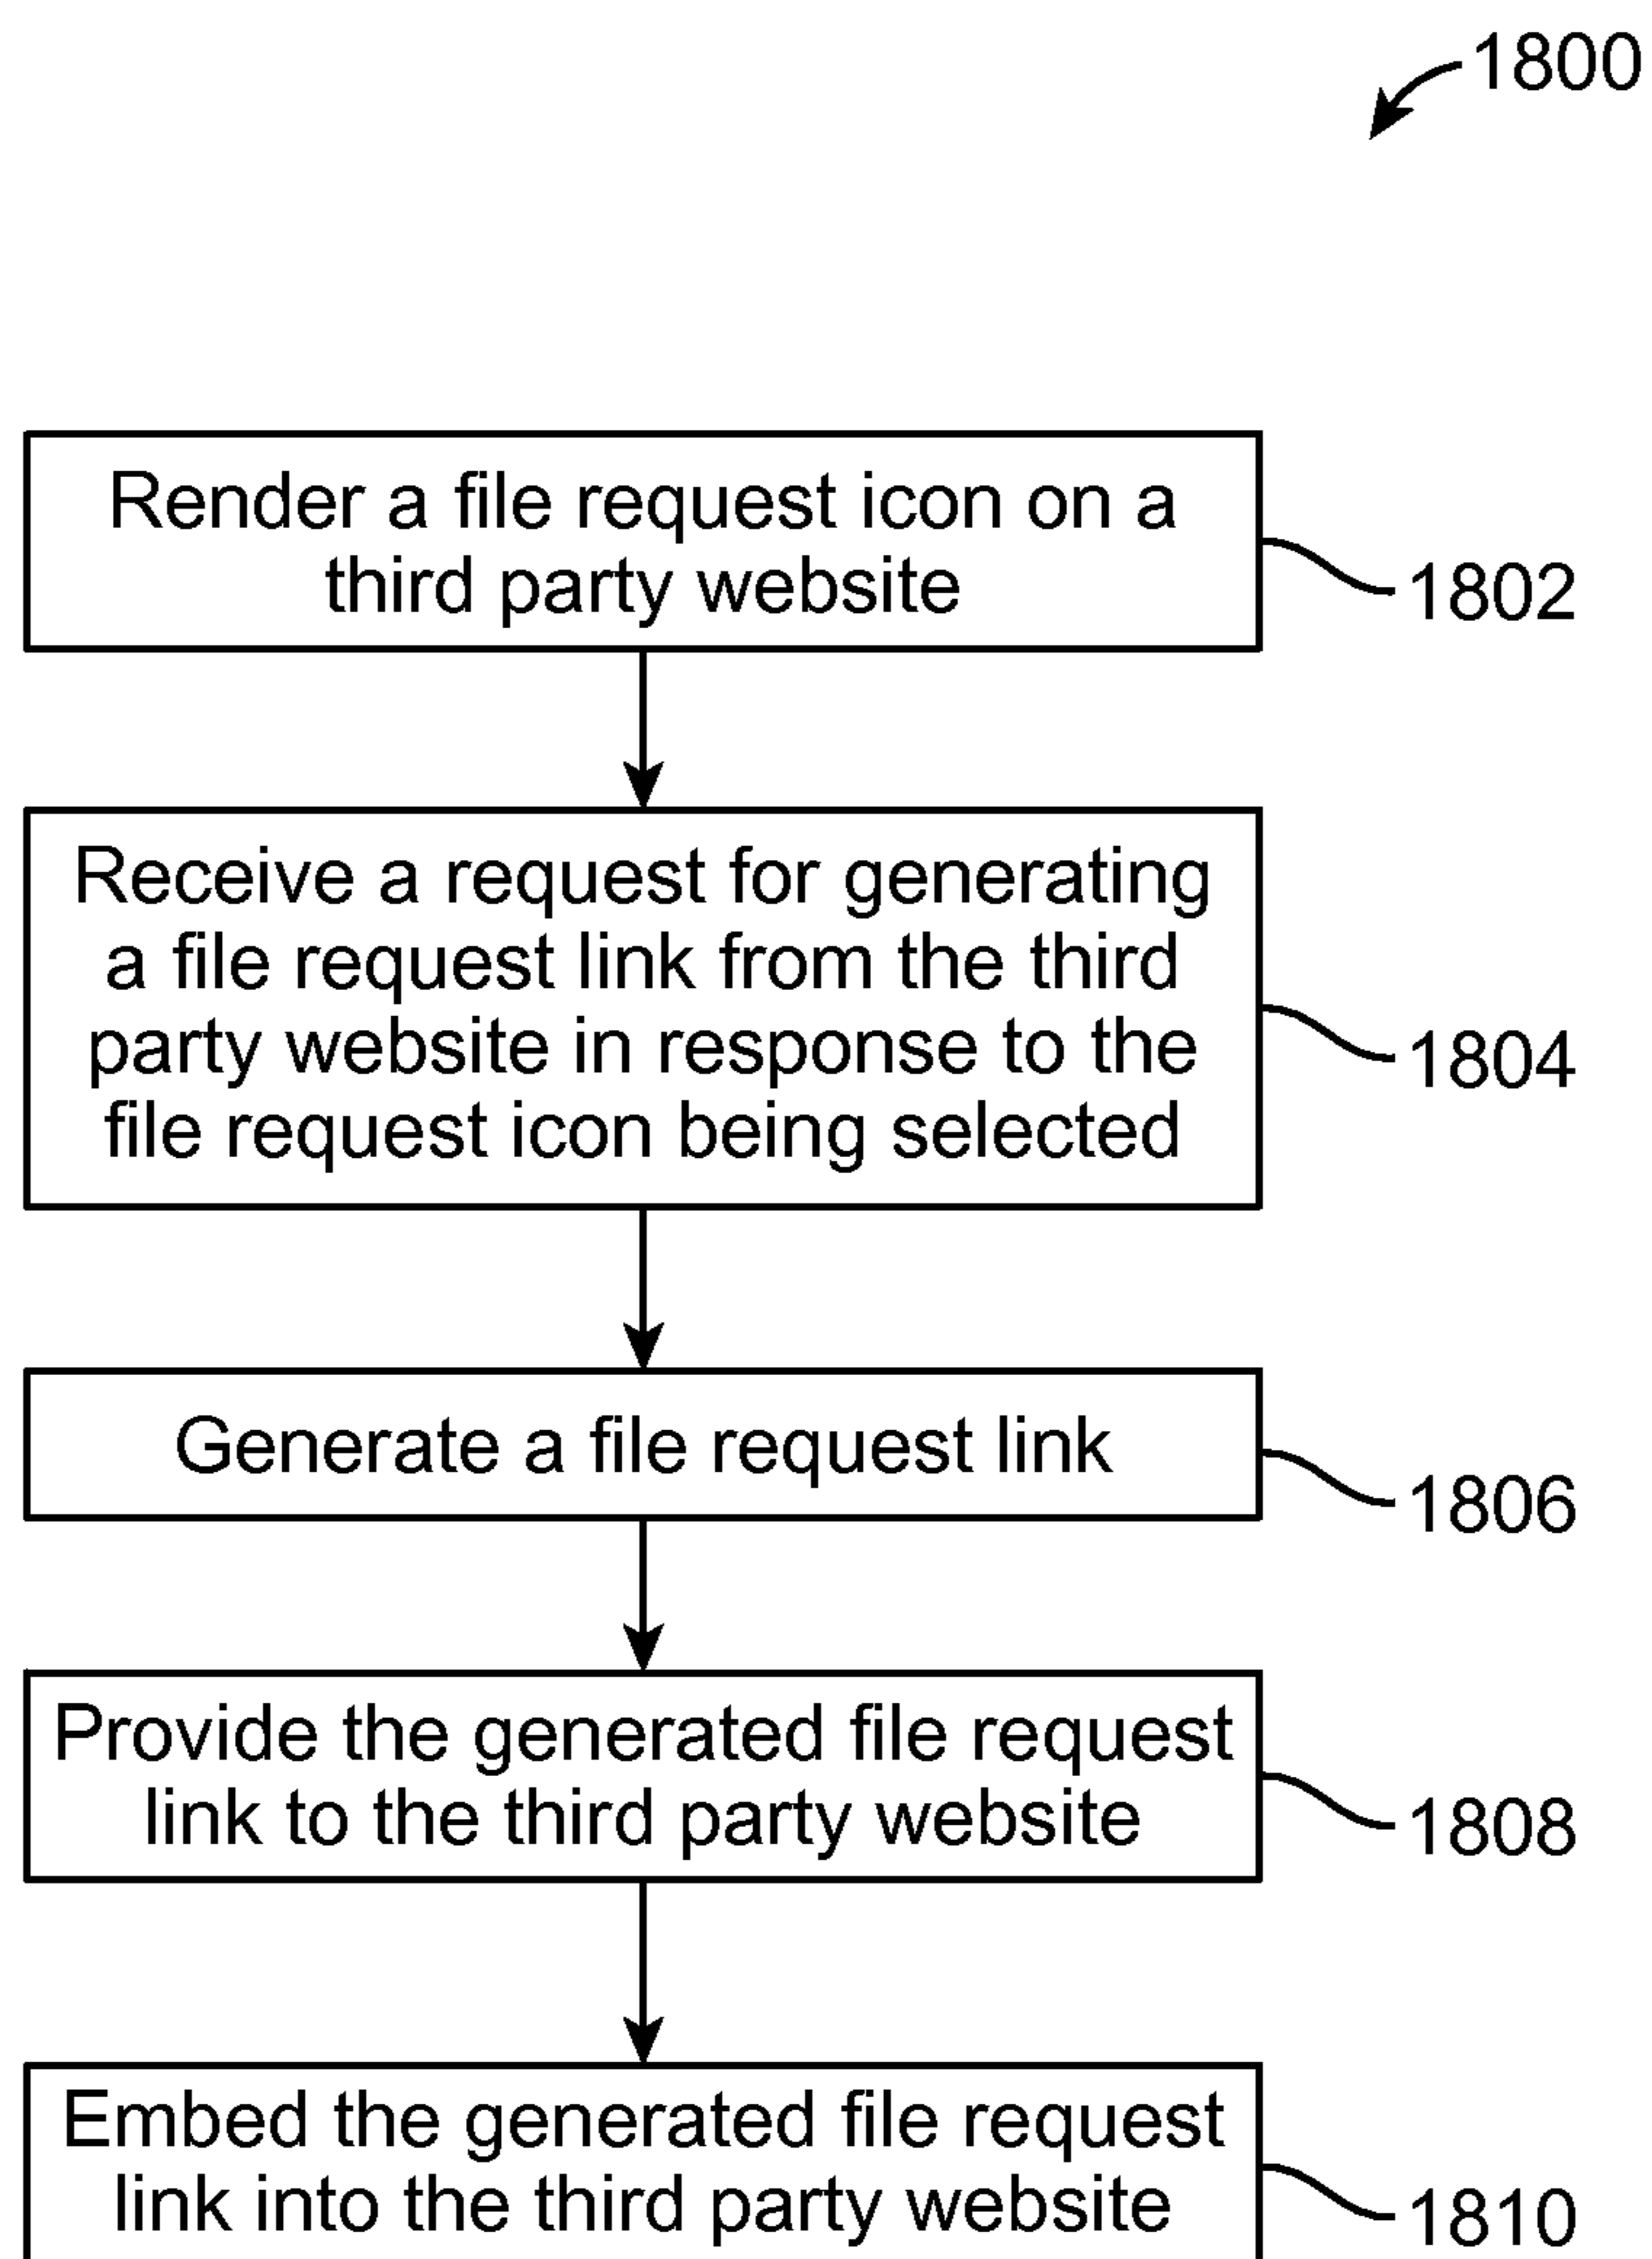 1800
Render a file request icon on a
third party website
1802
Receive a request for generating
a file request link from the third
party website in response to the
file request icon being selected
1804
Generate a file request link
1806
Provide the generated file request
link to the third party website
1808
Embed the generated file request
link into the third party website
1810